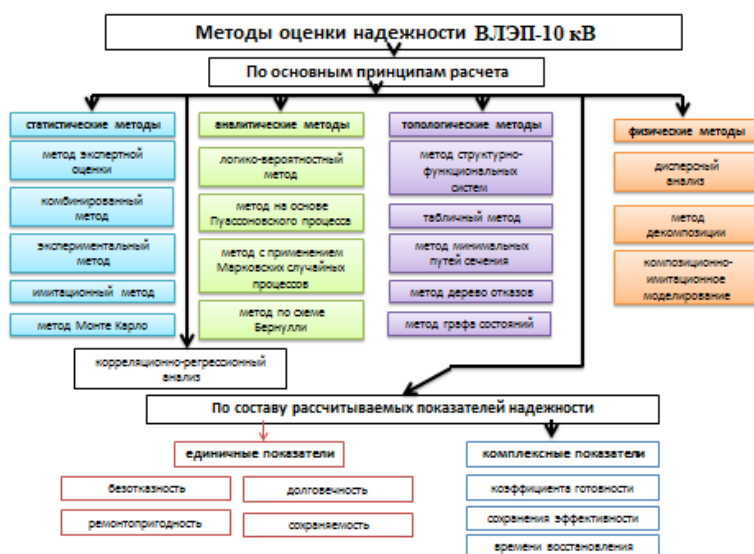 Методы оценки надежности ВЛЭП-10 кВ
По основным принципам расчета
статистические методы
метод экспертной
оценки
комбинированный
метод
экспериментальный
метод
имитационный метод
метод Монте Карло
аналитические методы
логико-вероятностный
метод
метод на основе
Пуассоновского процесса
метод с применением
Марковских случайных
процессов
метод по схеме
Бернулли
топологические методы
метод структурно-
функциональных
систем
табличный метод
метод минимальных
путей сечения
метод дерево отказов
метод графа состояний
физические методы
дисперсный
анализ
метод
декомпозиции
композиционно-
имитационное
моделирование
корреляционно-регрессионный
анализ
По составу рассчитываемых показателей надежности
единичные показатели
безотказность
долговечность
ремонтопригодность
сохраняемость
комплексные показатели
коэффициента готовности
сохранения эффективности
времени восстановления